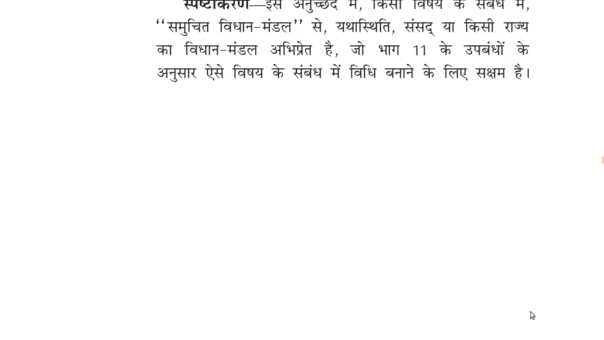 स्पष्टीकरण—इस अनुच्छेद में, किसी विषय के संबंध में,
‘‘समुचित विधान-मंडल’’ से, यथास्थिति, संसद् या किसी राज्य
का विधान-मंडल अभिप्रेत है, जो भाग 11 के उपबंधों के
अनुसार ऐसे विषय के संबंध में विधि बनाने के लिए सक्षम है।